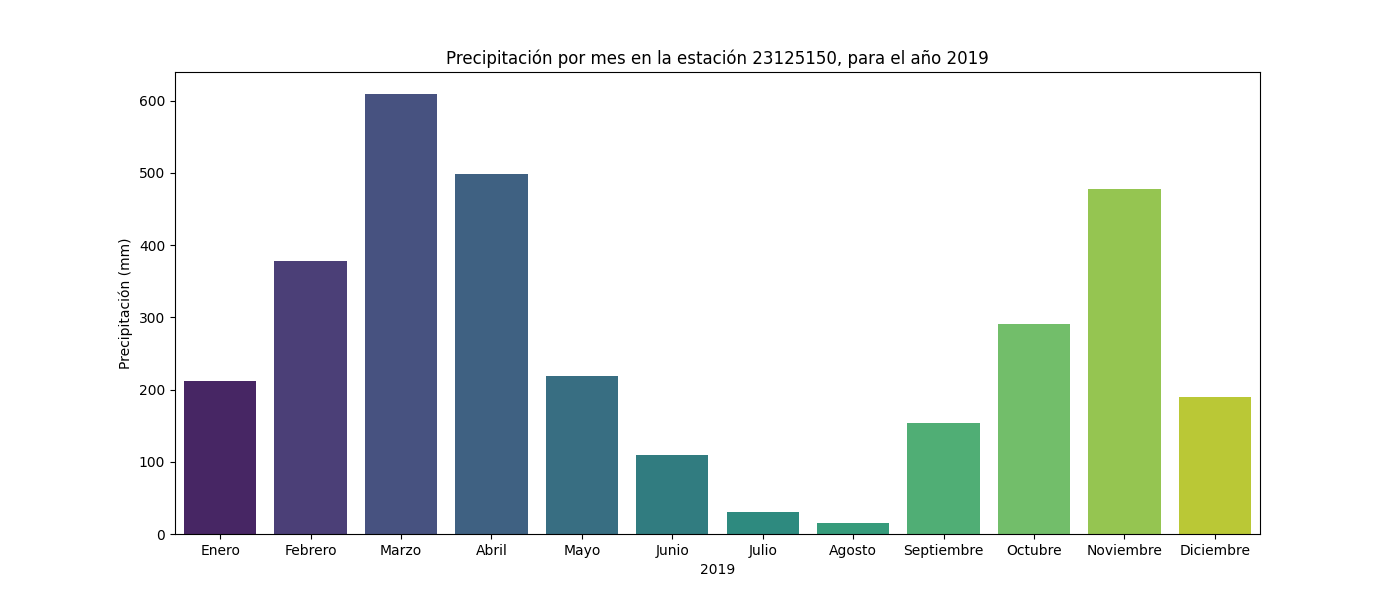 Precipitación por mes en la estación 23125150, para el año 2019
Precipitación (mm)
600
500
400
300
200
100
0
Enero Febrero Marzo Abril Mayo Junio Julio Agosto Septiembre Octubre Noviembre Diciembre
2019